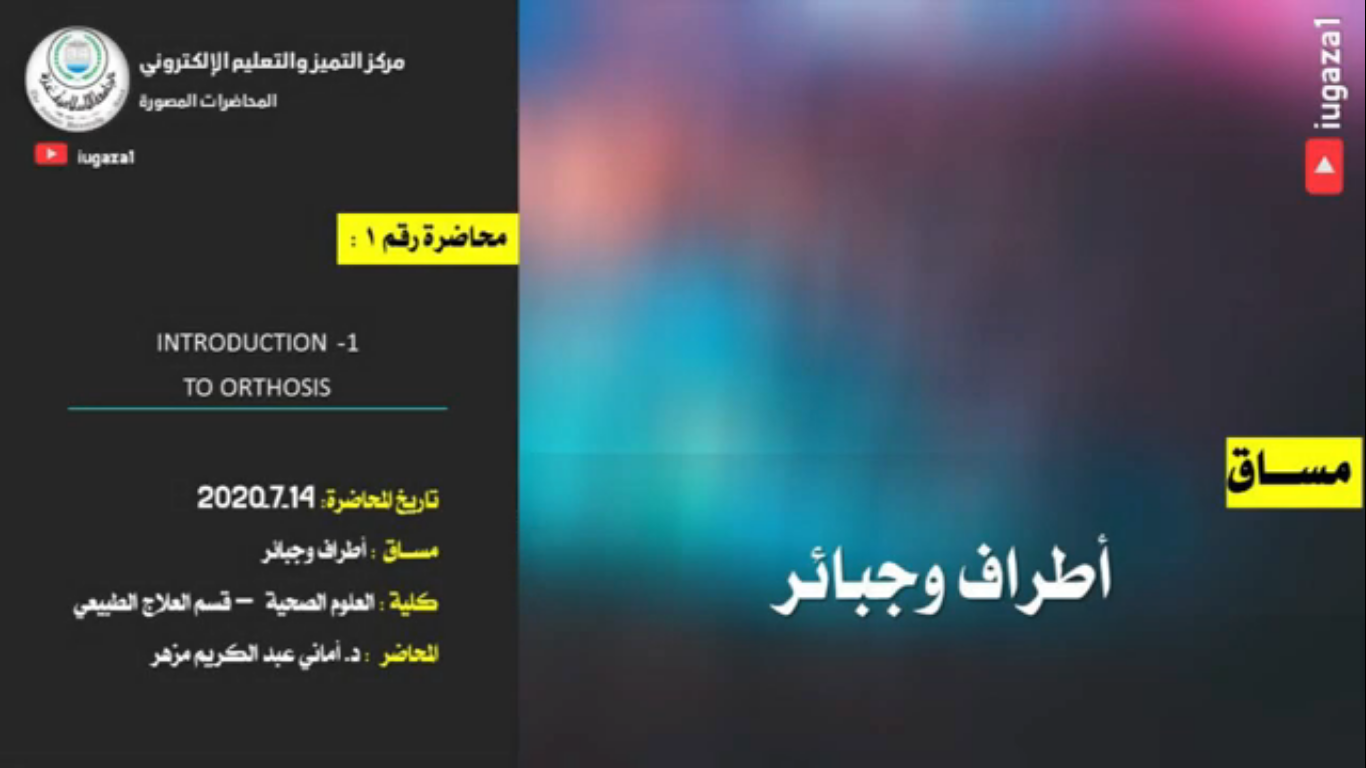 مركز التميز والتعليم الإلكتروني
المحاضرات المصورة
iugaza1
محاضرة رقم ١ :
INTRODUCTION -1
TO ORTHOSIS
تاريخ المحاضرة: 2020.7.14
مساق : أطراف وجبائر
كلية : العلوم الصحية – قسم العلاج الطبيعي
المحاضر : د. أماني عبد الكريم مزهر
iugaza1
مساق
أطراف وجبائر